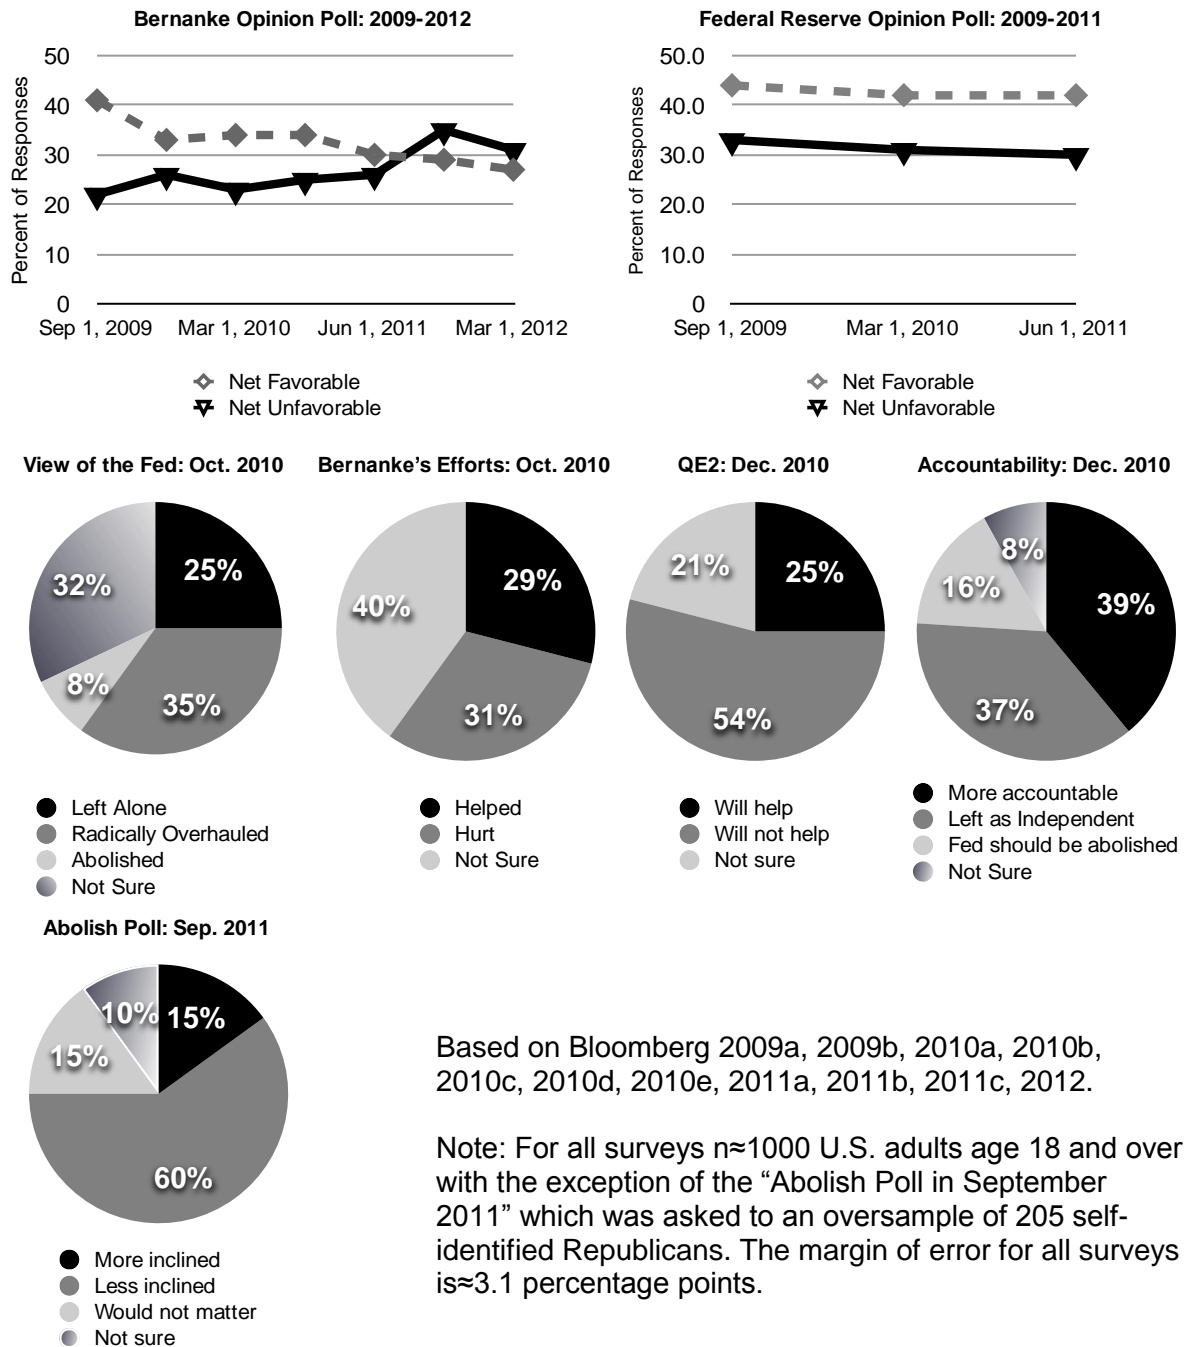 Bernanke Opinion Poll: 2009-2012
Percent of Responses
50
40
30
20
10
0
Sep 1, 2009 Mar 1, 2010 Jun 1, 2011 Mar 1, 2012
Net Favorable
Net Unfavorable
Federal Reserve Opinion Poll: 2009-2011
Percent of Responses
50.0
40.0
30.0
20.0
10.0
0
Sep 1, 2009 Mar 1, 2010 Jun 1, 2011
Net Favorable
Net Unfavorable
View of the Fed: Oct. 2010
25%
35%
8%
32%
Left Alone
Radically Overhauled
Abolished
Not Sure
Bernanke’s Efforts: Oct. 2010
29%
31%
40%
Helped
Hurt
Not Sure
QE2: Dec. 2010
25%
54%
21%
Will help
Will not help
Not sure
Accountability: Dec. 2010
39%
37%
16%
8%
More accountable
Left as Independent
Fed should be abolished
Not Sure
Abolish Poll: Sep. 2011
15%
60%
15%
10%
More inclined
Less inclined
Would not matter
Not sure
Based on Bloomberg 2009a, 2009b, 2010a, 2010b,
2010c, 2010d, 2010e, 2011a, 2011b, 2011c, 2012.
Note: For all surveys n≈1000 U.S. adults age 18 and over
with the exception of the “Abolish Poll in September
2011” which was asked to an oversample of 205 self-
identified Republicans. The margin of error for all surveys
is≈3.1 percentage points.